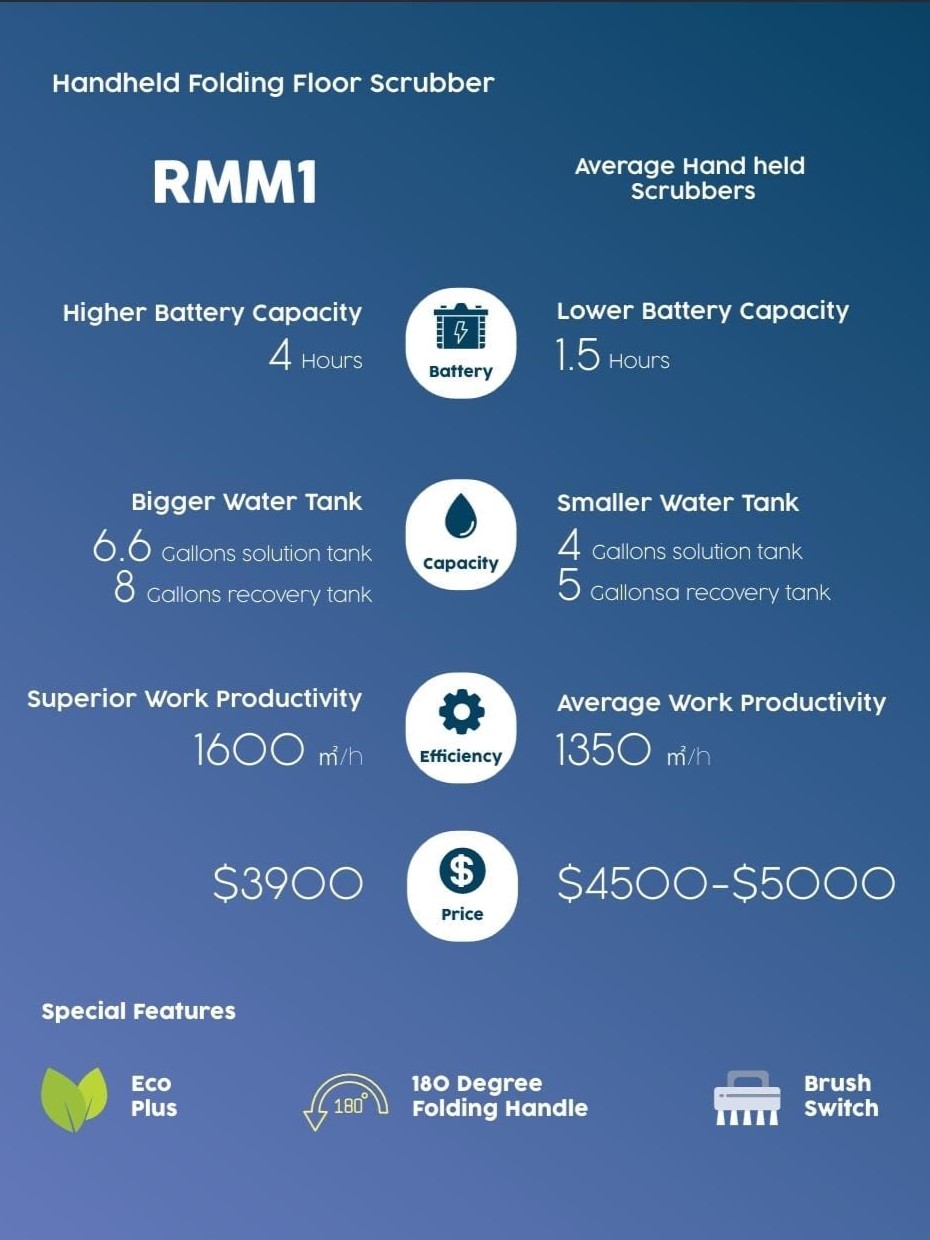 Handheld Folding Floor Scrubber
RMM1
Average Hand held
Scrubbers
Higher Battery Capacity
4 Hours
Battery
Lower Battery Capacity
1.5 Hours
Bigger Water Tank
6.6 Gallons solution tank
8 Gallons recovery tank
Capacity
Smaller Water Tank
4 Gallons solution tank
5 Gallonsa recovery tank
Superior Work Productivity
1600 ㎡/h
Efficiency
Average Work Productivity
1350 ㎡/h
$3900
Price
$4500-$5000
Special Features
Eco
Plus
180°
180 Degree
Folding Handle
Brush
Switch